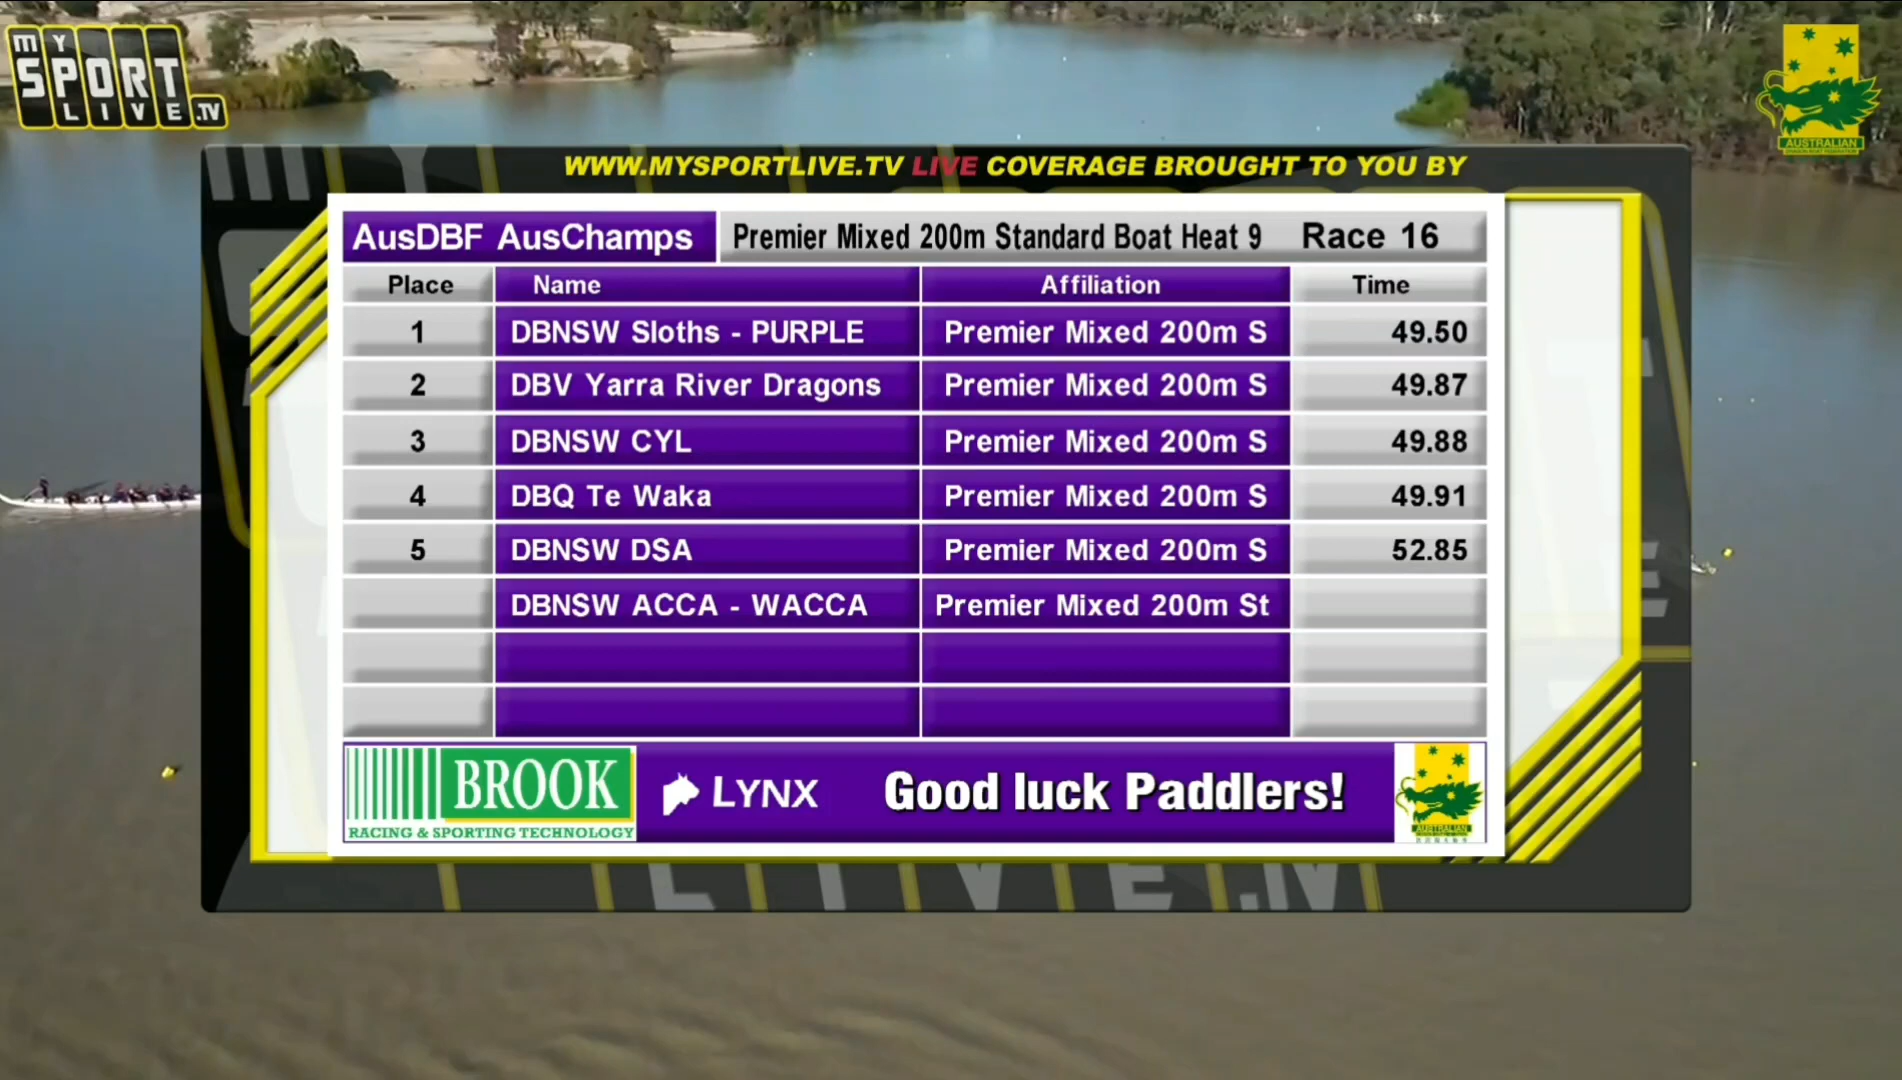 MY
SPORT
LIVE.TV
AUSTRALIAN
WWW.MYSPORTLIVE.TV LIVE COVERAGE BROUGHT TO YOU BY
AusDBF AusChamps Premier Mixed 200m Standard Boat Heat 9 Race 16
Place Name Affiliation Time
1 DBNSW Sloths - PURPLE Premier Mixed 200m S 49.50
2 DBV Yarra River Dragons Premier Mixed 200m S 49.87
3 DBNSW CYL Premier Mixed 200m S 49.88
4 DBQ Te Waka Premier Mixed 200m S 49.91
5 DBNSW DSA Premier Mixed 200m S 52.85
DBNSW ACCA - WACCA Premier Mixed 200m St
BROOK
RACING & SPORTING TECHNOLOGY
LYNX
Good luck Paddlers!
AUSTRALIAN